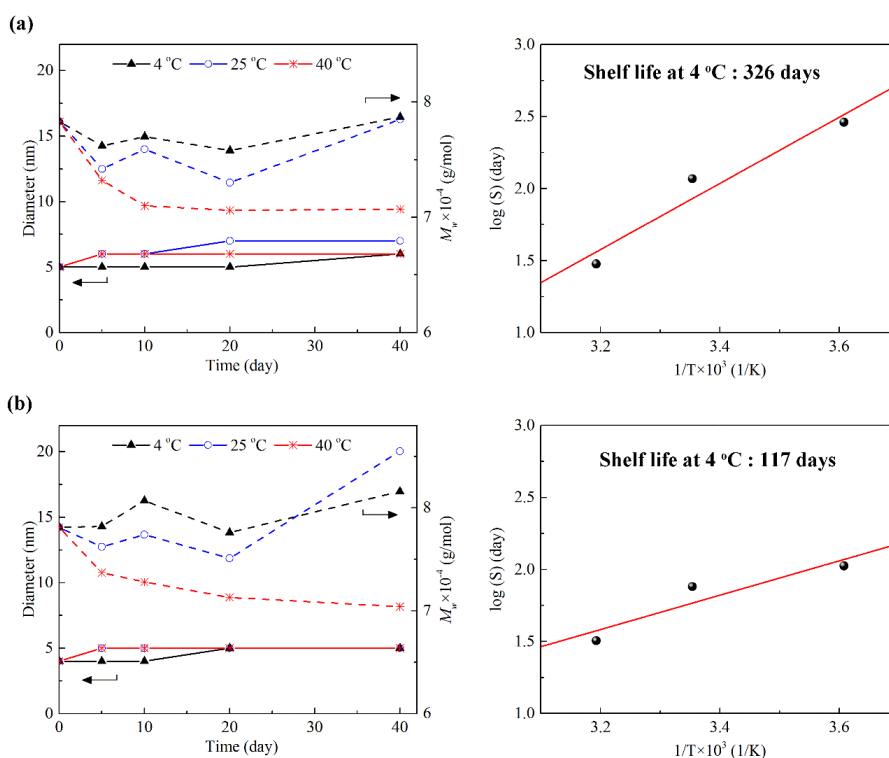 (a)
4 °C 25 °C 40 °C
Diameter (nm)
20
15
10
5
0
8
7
6
M_w×10⁻⁴ (g/mol)
0 10 20 30 40
Time (day)
Shelf life at 4 °C : 326 days
log (S) (day)
3.0
2.5
2.0
1.5
1.0
3.2 3.4 3.6
1/T×10³ (1/K)
(b)
4 °C 25 °C 40 °C
Diameter (nm)
20
15
10
5
0
8
7
6
M_w×10⁻⁴ (g/mol)
0 10 20 30 40
Time (day)
Shelf life at 4 °C : 117 days
log (S) (day)
3.0
2.5
2.0
1.5
1.0
3.2 3.4 3.6
1/T×10³ (1/K)